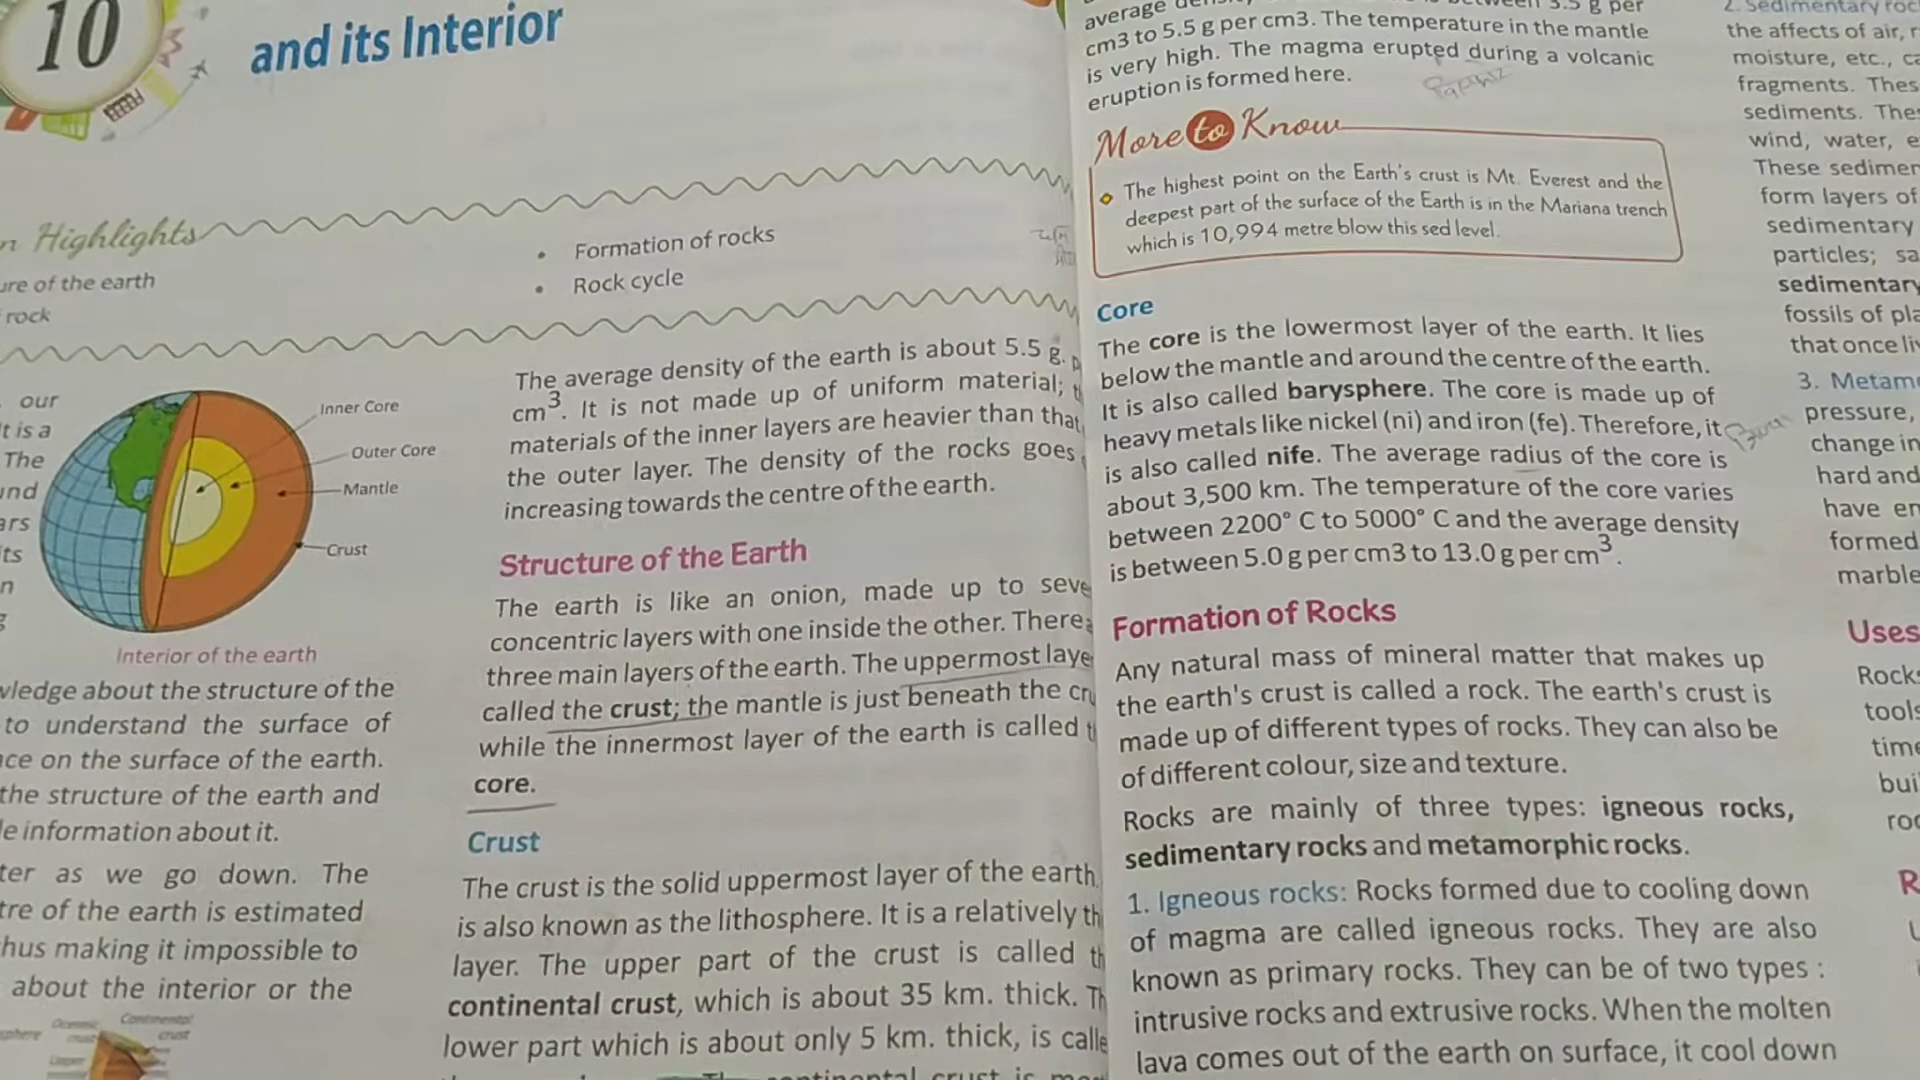 10
and its Interior
Highlights
ure of the earth
rock
Formation of rocks
Rock cycle
our
It is a
The
und
ars
its
n
Inner Core
Outer Core
Mantle
Crust
Interior of the earth
wledge about the structure of the
to understand the surface of
ace on the surface of the earth.
the structure of the earth and
le information about it.
ter as we go down. The
tre of the earth is estimated
hus making it impossible to
about the interior or the
Continental
crust
The average density of the earth is about 5.5 g.
cm3. It is not made up of uniform material;
materials of the inner layers are heavier than that
the outer layer. The density of the rocks goes
increasing towards the centre of the earth.
Structure of the Earth
The earth is like an onion, made up to seve
concentric layers with one inside the other. There
three main layers of the earth. The uppermost laye
called the crust; the mantle is just beneath the cru
while the innermost layer of the earth is called t
core.
Crust
The crust is the solid uppermost layer of the earth.
is also known as the lithosphere. It is a relatively th
layer. The upper part of the crust is called th
continental crust, which is about 35 km. thick. Th
lower part which is about only 5 km. thick, is calle
average
cm3 to 5.5 g per cm3. The temperature in the mantle
is very high. The magma erupted during a volcanic
eruption is formed here.
More to Know
The highest point on the Earth's crust is Mt. Everest and the
deepest part of the surface of the Earth is in the Mariana trench
which is 10,994 metre blow this sed level.
Core
The core is the lowermost layer of the earth. It lies
below the mantle and around the centre of the earth.
It is also called barysphere. The core is made up of
heavy metals like nickel (ni) and iron (fe). Therefore, it
is also called nife. The average radius of the core is
about 3,500 km. The temperature of the core varies
between 2200° C to 5000° C and the average density
is between 5.0 g per cm3 to 13.0 g per cm3.
Formation of Rocks
Any natural mass of mineral matter that makes up
the earth's crust is called a rock. The earth's crust is
made up of different types of rocks. They can also be
of different colour, size and texture.
Rocks are mainly of three types: igneous rocks,
sedimentary rocks and metamorphic rocks.
1. Igneous rocks: Rocks formed due to cooling down
of magma are called igneous rocks. They are also
known as primary rocks. They can be of two types :
intrusive rocks and extrusive rocks. When the molten
lava comes out of the earth on surface, it cool down
2. Sedimentary roc
the affects of air, r
moisture, etc., ca
fragments. Thes
sediments. Thes
wind, water, e
These sedimen
form layers of
sedimentary
particles; sa
sedimentary
fossils of pla
that once liv
3. Metam
pressure,
change in
hard and
have en
formed
marble
Uses
Rocks
tools
time
bui
roc
R